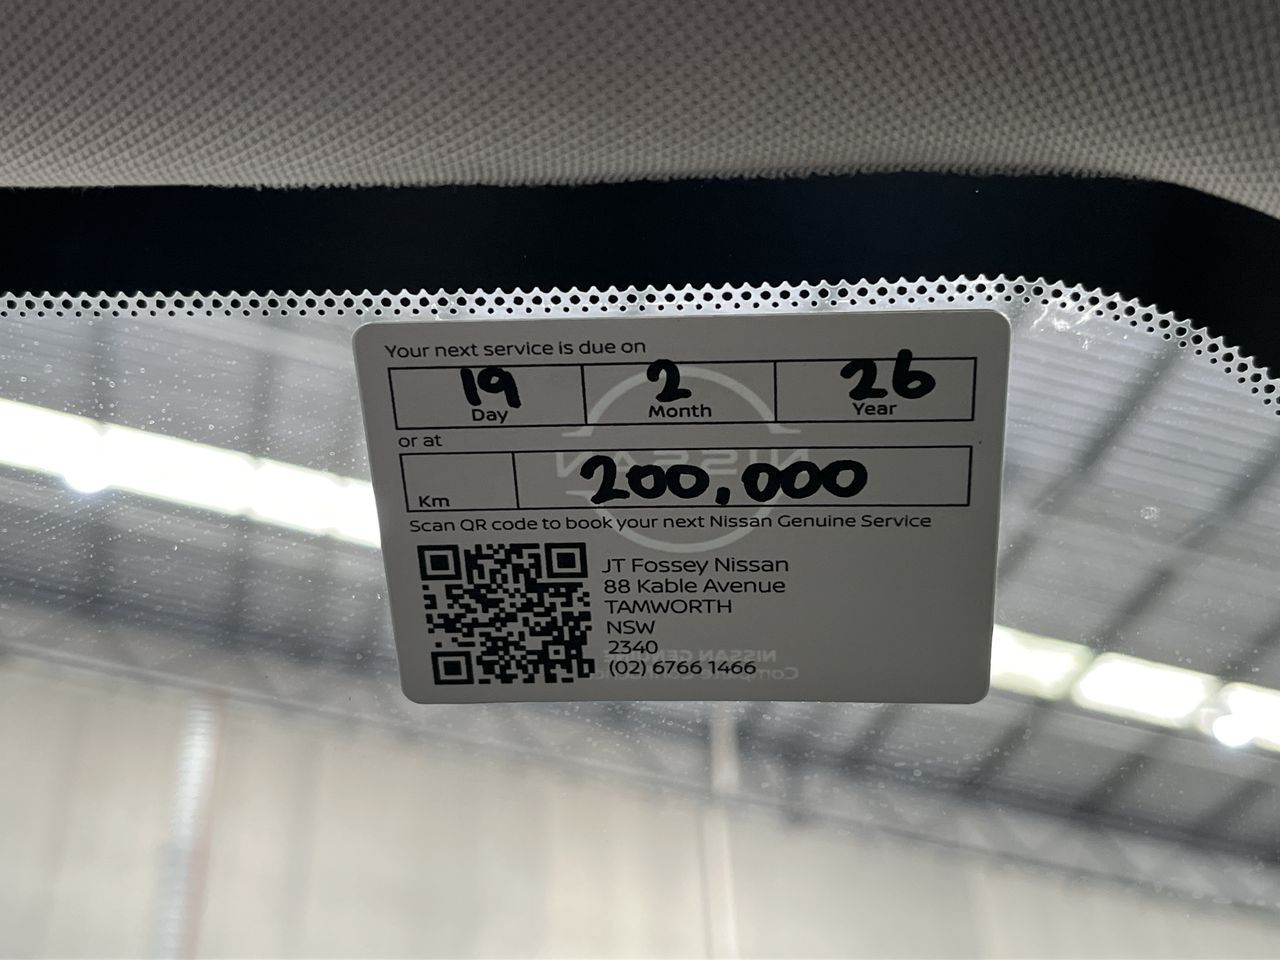 Your next service is due on
19 2 26
Day Month Year
or at
Km 200,000
Scan QR code to book your next Nissan Genuine Service
JT Fossey Nissan
88 Kable Avenue
TAMWORTH
NSW
2340
(02) 6766 1466
NISSAN